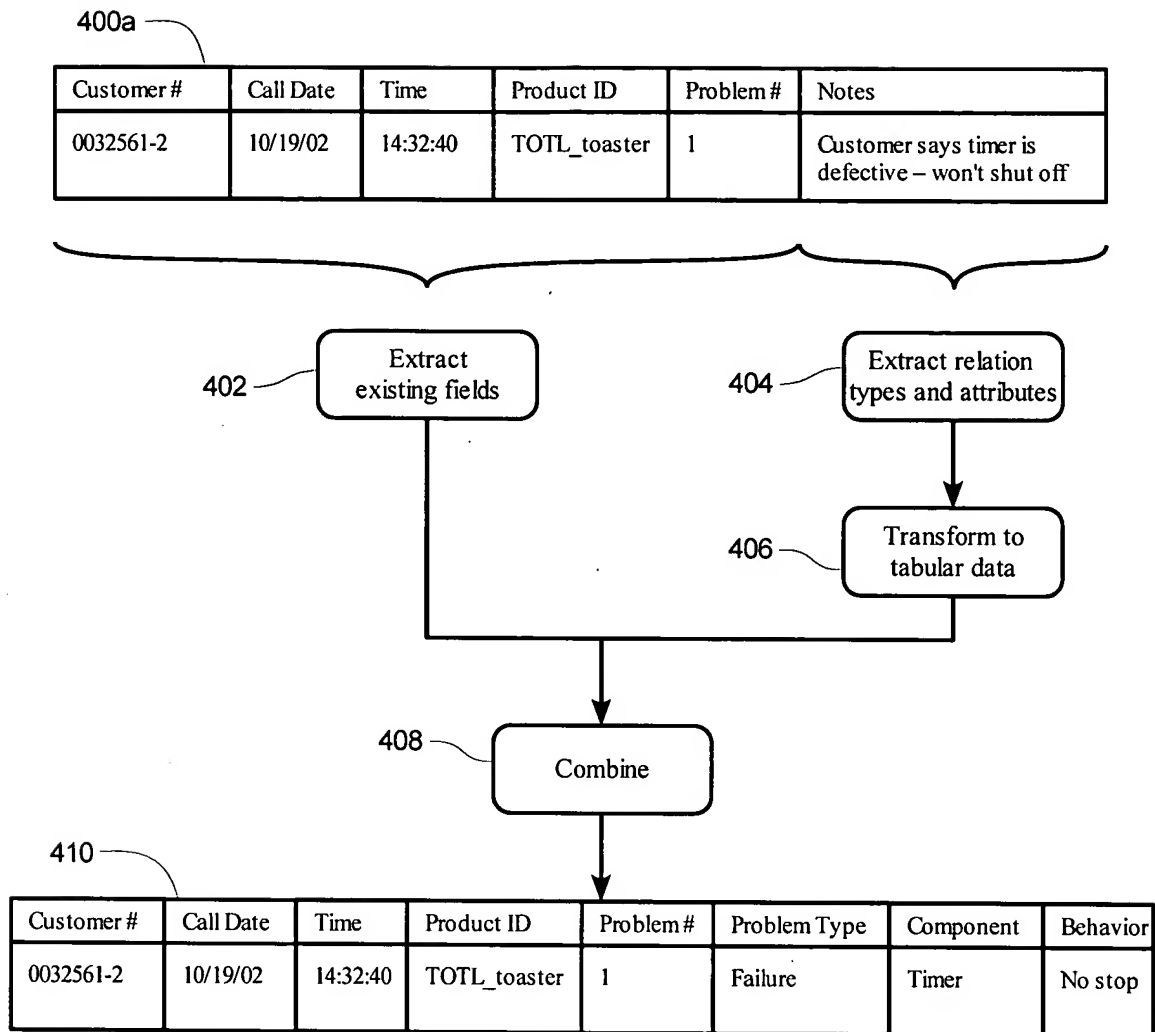 400a
Customer # Call Date Time Product ID Problem # Notes
0032561-2 10/19/02 14:32:40 TOTL_toaster 1 Customer says timer is
defective – won't shut off
Extract
existing fields
402
Extract relation
types and attributes
404
Transform to
tabular data
406
408
Combine
410
Customer # Call Date Time Product ID Problem # Problem Type Component Behavior
0032561-2 10/19/02 14:32:40 TOTL_toaster 1 Failure Timer No stop